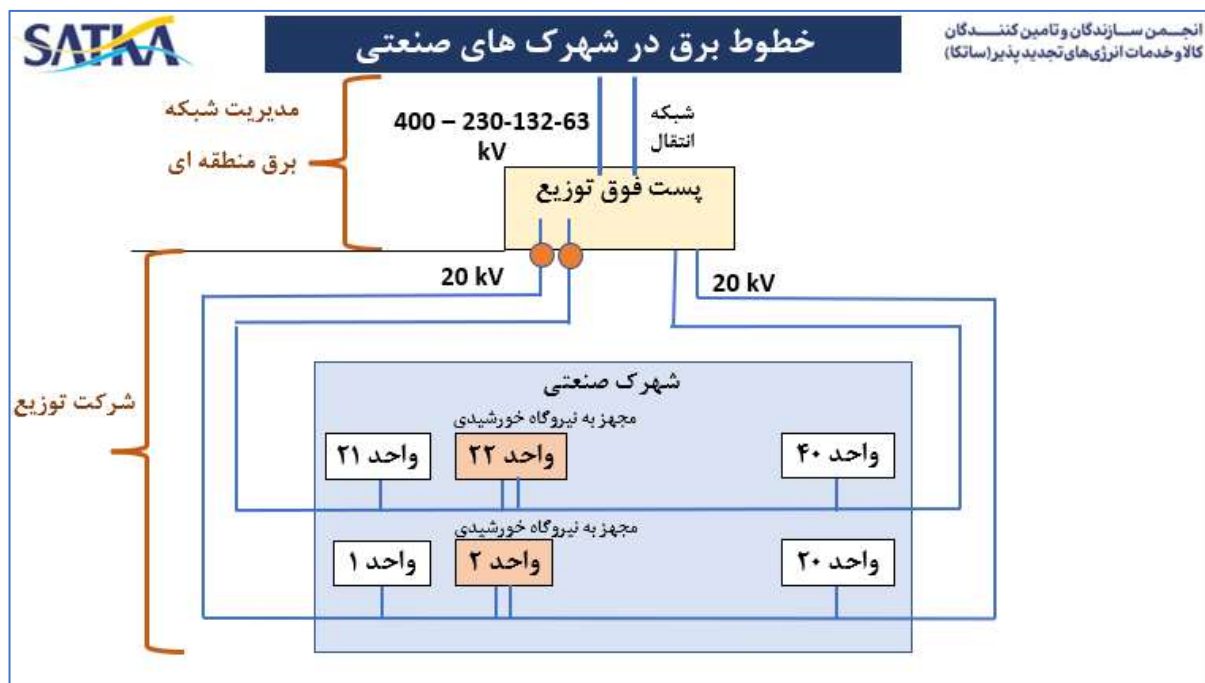 SATKA
خطوط برق در شهرک های صنعتی
انجمن سازندگان و تامین کنندگان
کالا و خدمات انرژی‌های تجدیدپذیر (ساتکا)
مدیریت شبکه
برق منطقه ای
400 – 230-132-63
kV
شبکه
انتقال
پست فوق توزیع
20 kV
20 kV
شرکت توزیع
شهرک صنعتی
مجهز به نیروگاه خورشیدی
واحد ۲۱
واحد ۲۲
واحد ۴۰
مجهز به نیروگاه خورشیدی
واحد ۱
واحد ۲
واحد ۲۰